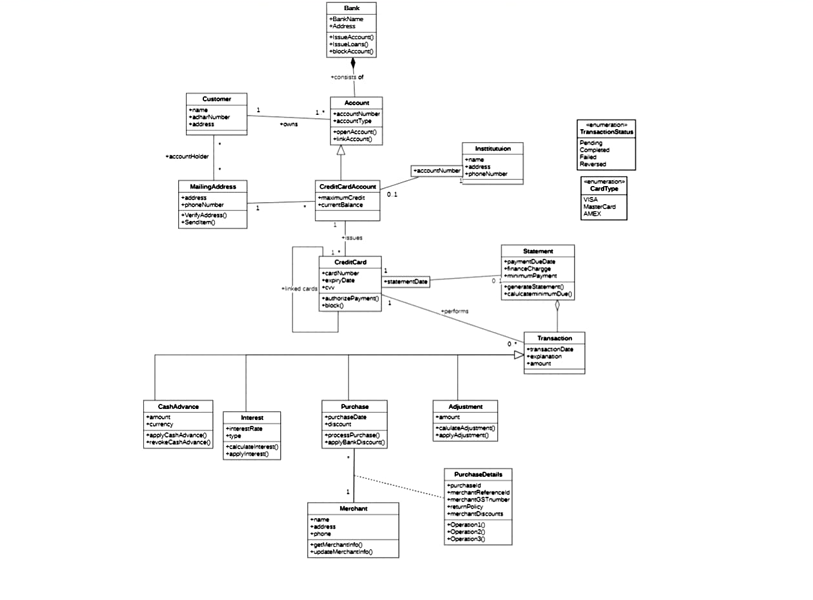 Bank
+BankName
+Address
+IssueAccount()
+IssueLoans()
+blockAccount()
+consists of
Customer
+name
+adharNumber
+address
1
+owns
1..*
Account
+accountNumber
+accountType
+openAccount()
+linkAccount()
«enumeration»
TransactionStatus
Pending
Completed
Failed
Reversed
*
+accountHolder
*
Insttitutuion
+name
+address
+phoneNumber
+accountNumber
1
0..1
«enumeration»
CardType
VISA
MasterCard
AMEX
MailingAddress
+address
+phoneNumber
+VerifyAddress()
+SendItem()
1
*
CreditCardAccount
+maximumCredit
+currentBalance
1
+issues
1..*
CreditCard
+cardNumber
+expiryDate
+cvv
+authorizePayment()
+block()
+linked cards
1
+statementDate
0..
Statement
+paymentDueDate
+financeChargge
+minimumPayment
+generateStatement()
+calulcateminimumDue()
1
+performs
0..*
Transaction
+transactionDate
+explanation
+amount
CashAdvance
+amount
+currency
+applyCashAdvance()
+revokeCashAdvance()
Interest
+interestRate
+type
+calculateInterest()
+applyInterest()
Purchase
+purchaseDate
+discount
+processPurchase()
+applyBankDiscount()
Adjustment
+amount
+calulateAdjustment()
+applyAdjustment()
*
1
PurchaseDetails
+purchaseId
+merchantReferenceId
+merchantGSTnumber
+returnPolicy
+merchantDiscounts
+Operation1()
+Operation2()
+Operation3()
Merchant
+name
+address
+phone
+getMerchantInfo()
+updateMerchantInfo()